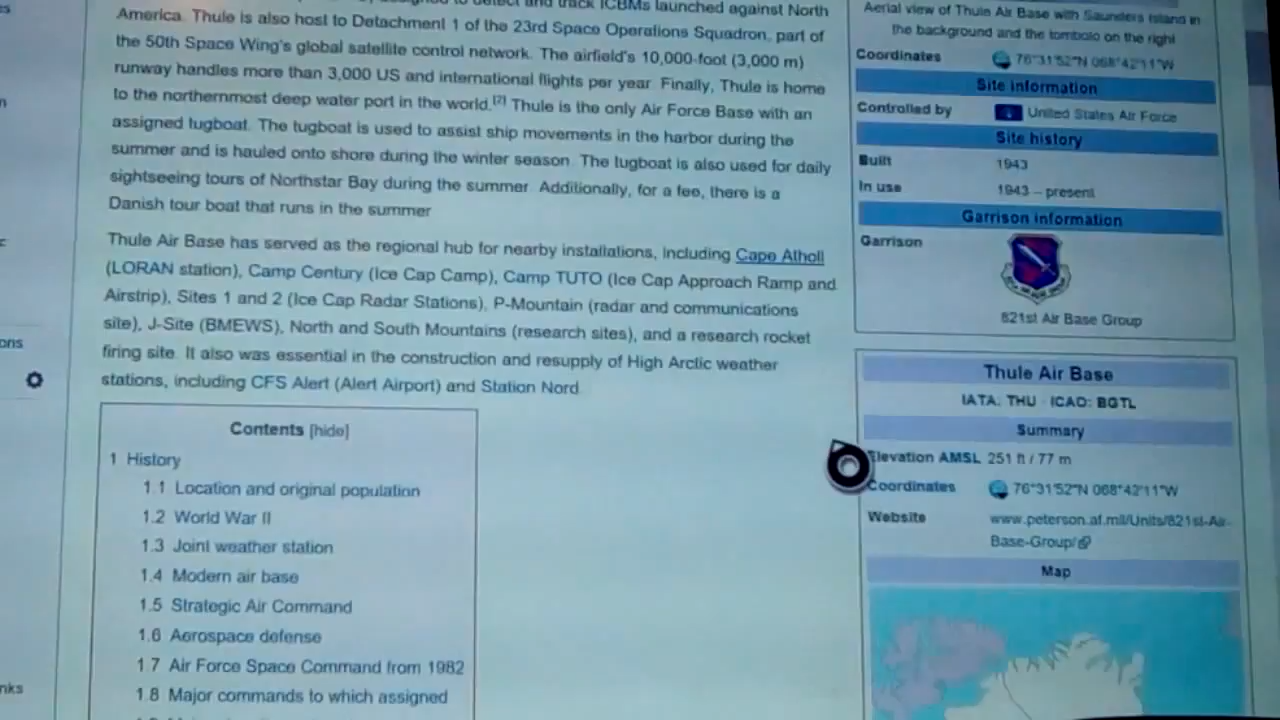 to detect and track ICBMs launched against North
America. Thule is also host to Detachment 1 of the 23rd Space Operations Squadron, part of
the 50th Space Wing's global satellite control network. The airfield's 10,000-foot (3,000 m)
runway handles more than 3,000 US and international flights per year. Finally, Thule is home
to the northernmost deep water port in the world.[2] Thule is the only Air Force Base with an
assigned tugboat. The tugboat is used to assist ship movements in the harbor during the
summer and is hauled onto shore during the winter season. The tugboat is also used for daily
sightseeing tours of Northstar Bay during the summer. Additionally, for a fee, there is a
Danish tour boat that runs in the summer
Thule Air Base has served as the regional hub for nearby installations, including Cape Atholl
(LORAN station), Camp Century (Ice Cap Camp), Camp TUTO (Ice Cap Approach Ramp and
Airstrip), Sites 1 and 2 (Ice Cap Radar Stations), P-Mountain (radar and communications
site), J-Site (BMEWS), North and South Mountains (research sites), and a research rocket
firing site. It also was essential in the construction and resupply of High Arctic weather
stations, including CFS Alert (Alert Airport) and Station Nord.
Contents [hide]
1 History
1.1 Location and original population
1.2 World War II
1.3 Joint weather station
1.4 Modern air base
1.5 Strategic Air Command
1.6 Aerospace defense
1.7 Air Force Space Command from 1982
1.8 Major commands to which assigned
Aerial view of Thule Air Base with Saunders Island in
the background and the tombolo on the right
Coordinates 76°31′52″N 068°42′11″W
Site information
Controlled by United States Air Force
Site history
Built 1943
In use 1943 – present
Garrison information
Garrison
821st Air Base Group
Thule Air Base
IATA: THU · ICAO: BGTL
Summary
Elevation AMSL 251 ft / 77 m
Coordinates 76°31′52″N 068°42′11″W
Website www.peterson.af.mil/Units/821st-Air-
Base-Group/
Map
ons
nks